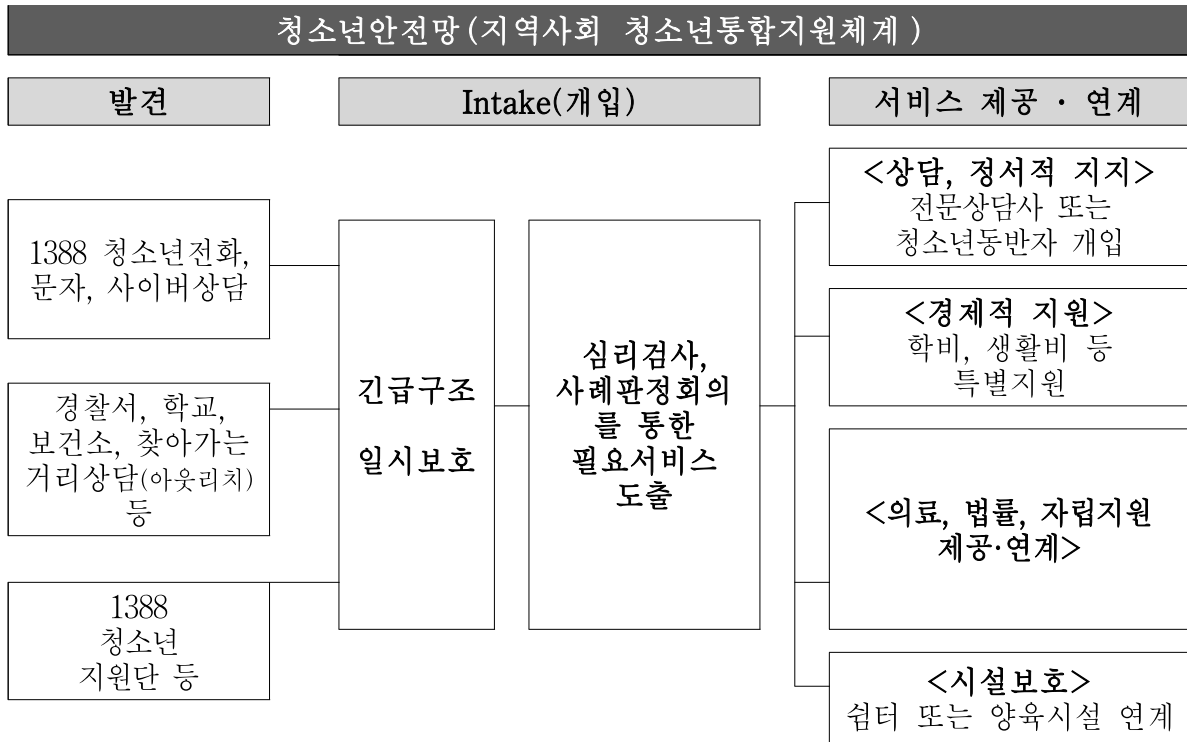 청소년안전망(지역사회 청소년통합지원체계)
발견
Intake(개입)
서비스 제공 · 연계
1388 청소년전화,
문자, 사이버상담
경찰서, 학교,
보건소, 찾아가는
거리상담(아웃리치)
등
1388
청소년
지원단 등
긴급구조
일시보호
심리검사,
사례판정회의
를 통한
필요서비스
도출
<상담, 정서적 지지>
전문상담사 또는
청소년동반자 개입
<경제적 지원>
학비, 생활비 등
특별지원
<의료, 법률, 자립지원
제공·연계>
<시설보호>
쉼터 또는 양육시설 연계